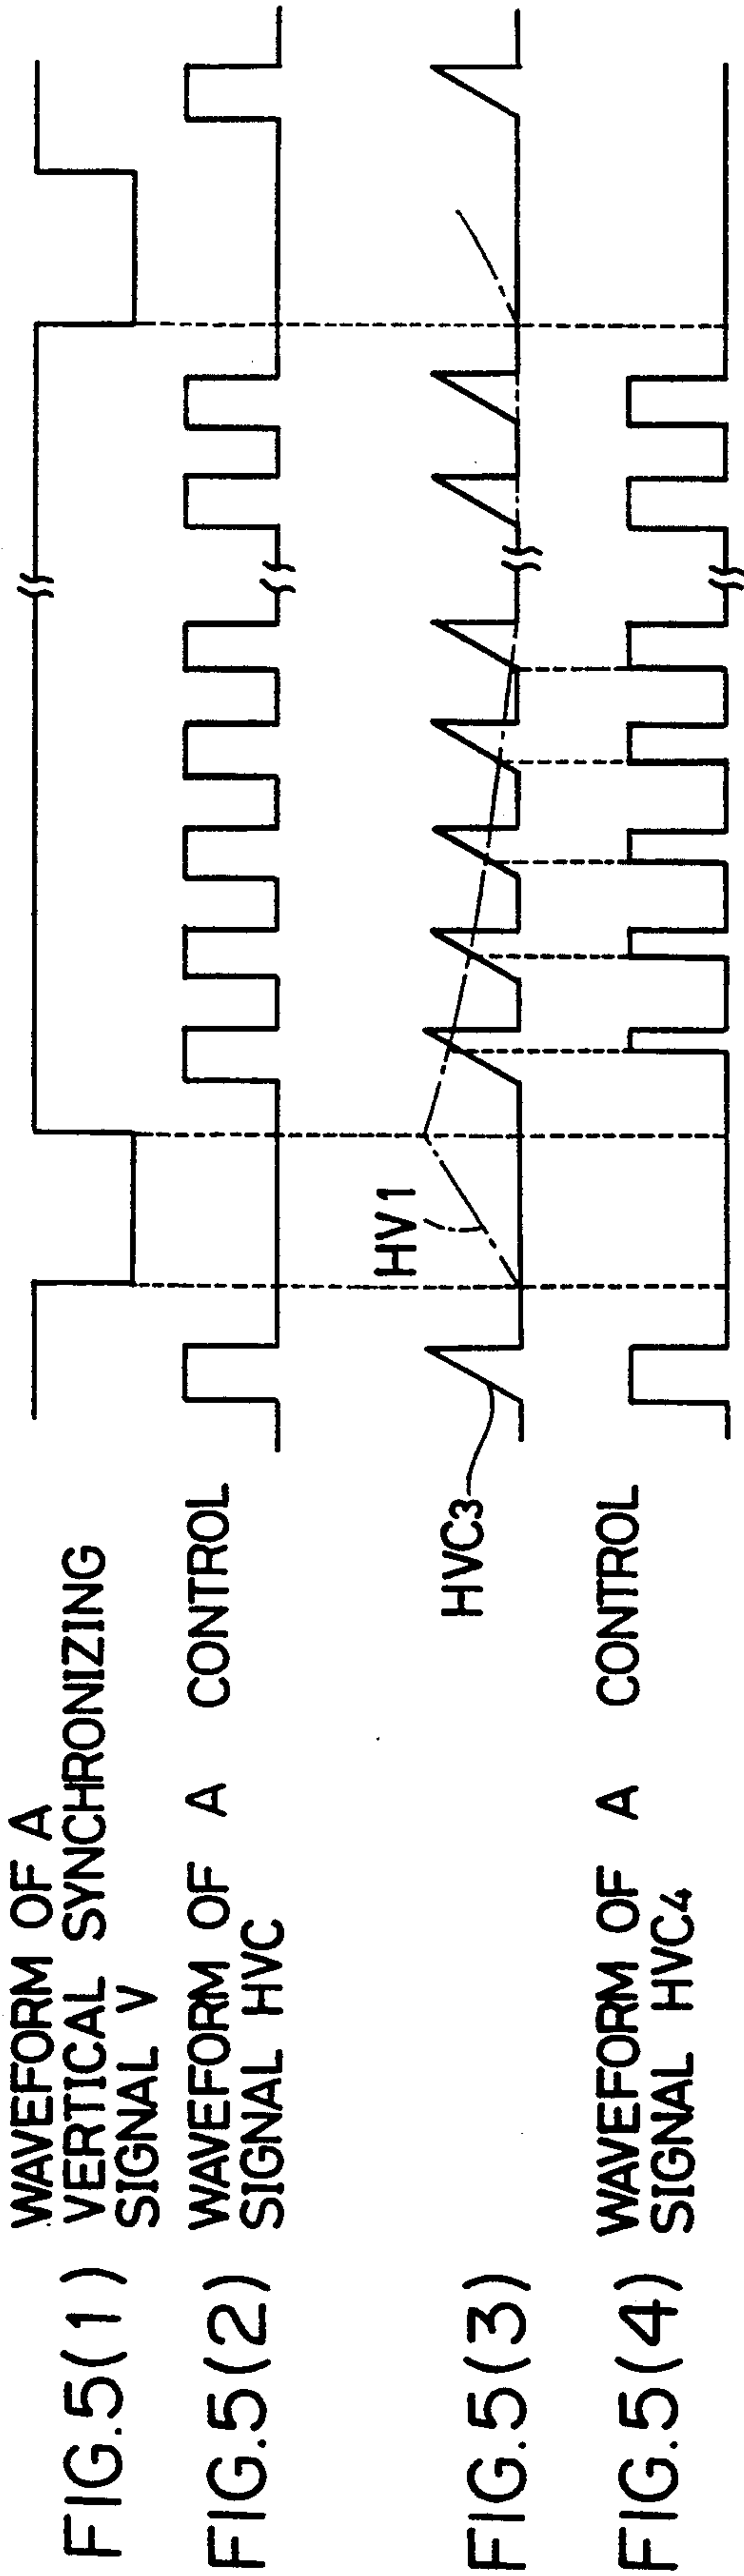 FIG.5(1)
WAVEFORM OF A
VERTICAL SYNCHRONIZING
SIGNAL V
FIG.5(2)
WAVEFORM OF A CONTROL
SIGNAL HVC
FIG.5(3)
HVC3
HV1
FIG.5(4)
WAVEFORM OF A CONTROL
SIGNAL HVC4